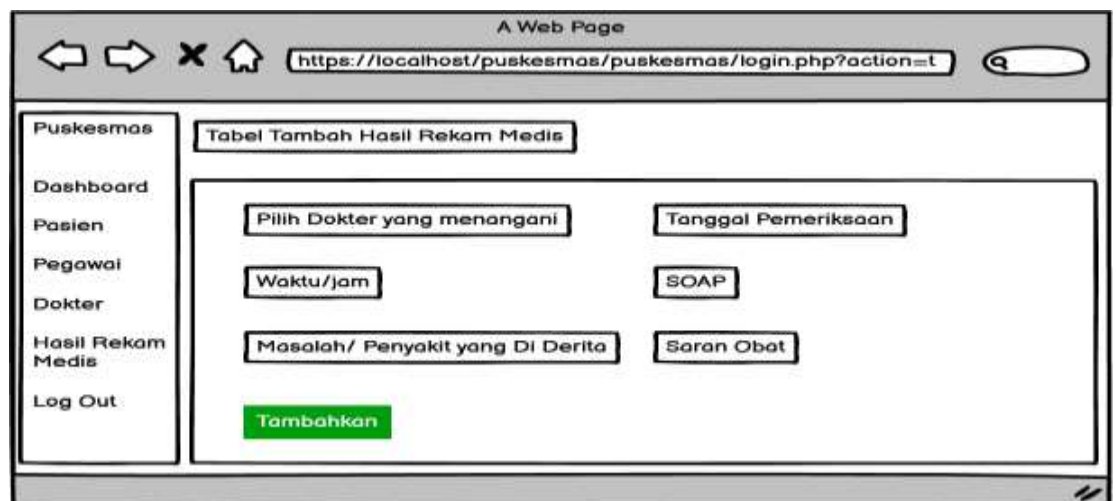 A Web Page
https://localhost/puskesmas/puskesmas/login.php?action=t
Puskesmas
Dashboard
Pasien
Pegawai
Dokter
Hasil Rekam
Medis
Log Out
Tabel Tambah Hasil Rekam Medis
Pilih Dokter yang menangani
Tanggal Pemeriksaan
Waktu/jam
SOAP
Masalah/ Penyakit yang Di Derita
Saran Obat
Tambahkan